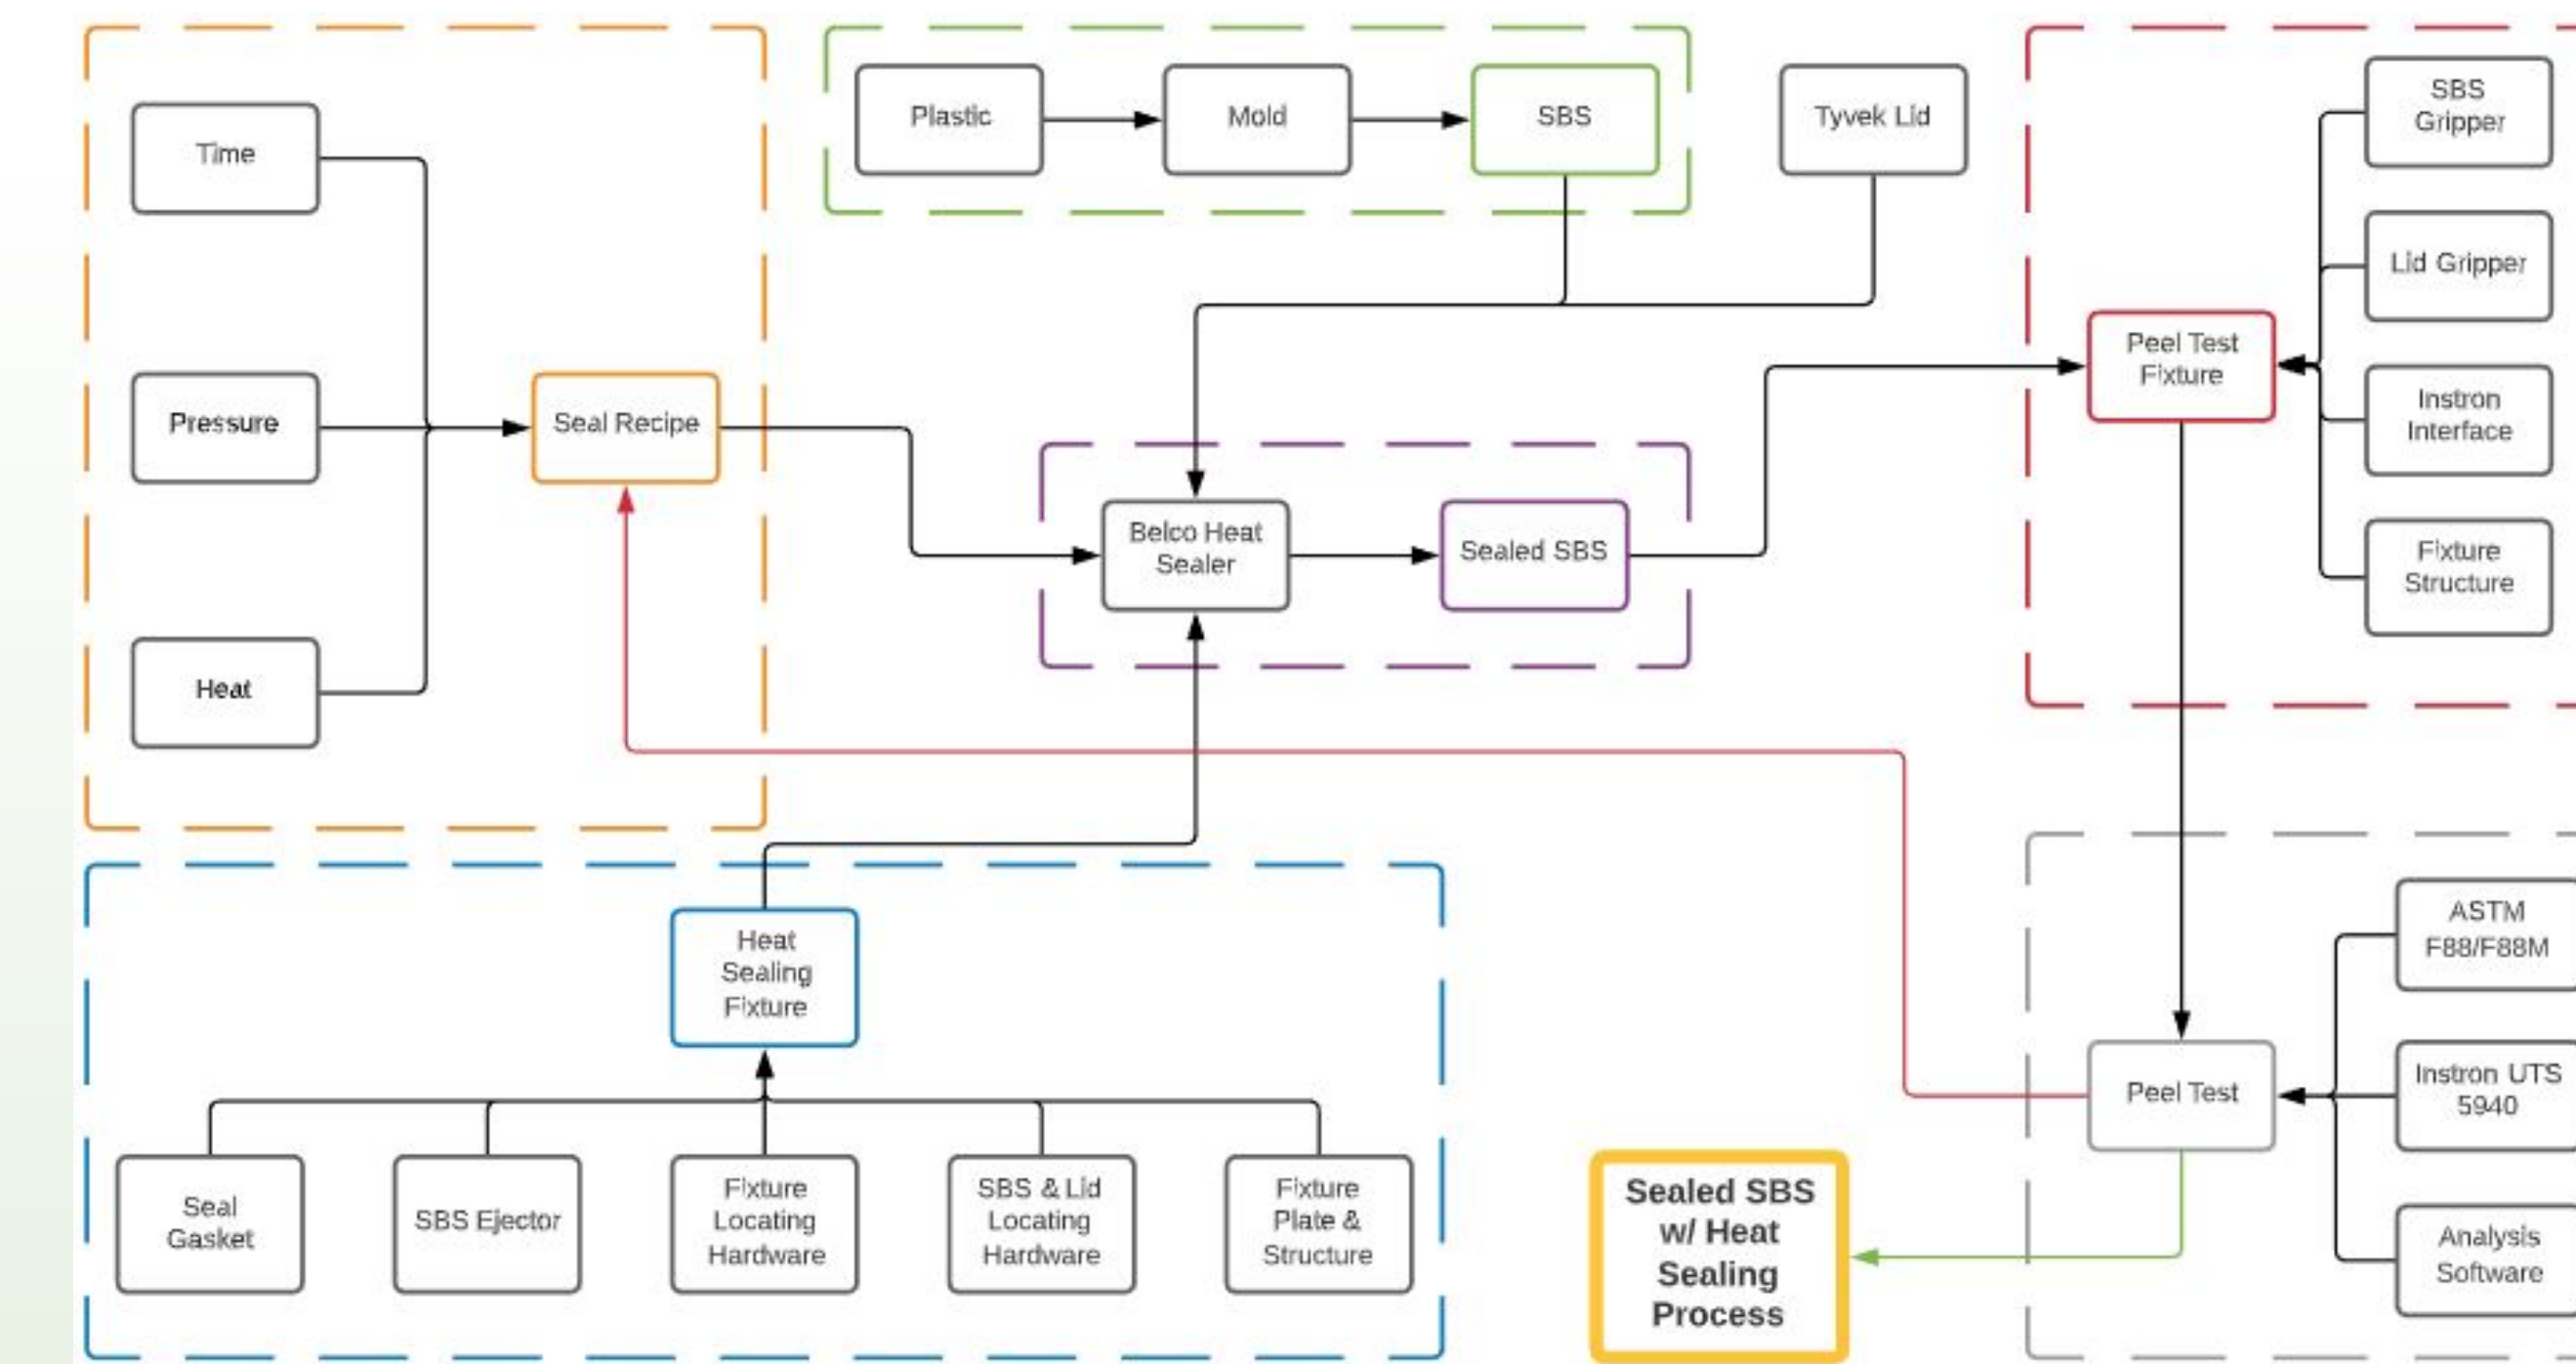 Time
Pressure
Heat
Seal Recipe
Plastic
Mold
SBS
Tyvek Lid
Belco Heat
Sealer
Sealed SBS
Peel Test
Fixture
SBS
Gripper
Lid Gripper
Instron
Interface
Fixture
Structure
Heat
Sealing
Fixture
Seal
Gasket
SBS Ejector
Fixture
Locating
Hardware
SBS & Lid
Locating
Hardware
Fixture
Plate &
Structure
Sealed SBS
w/ Heat
Sealing
Process
Peel Test
ASTM
F88/F88M
Instron UTS
5940
Analysis
Software